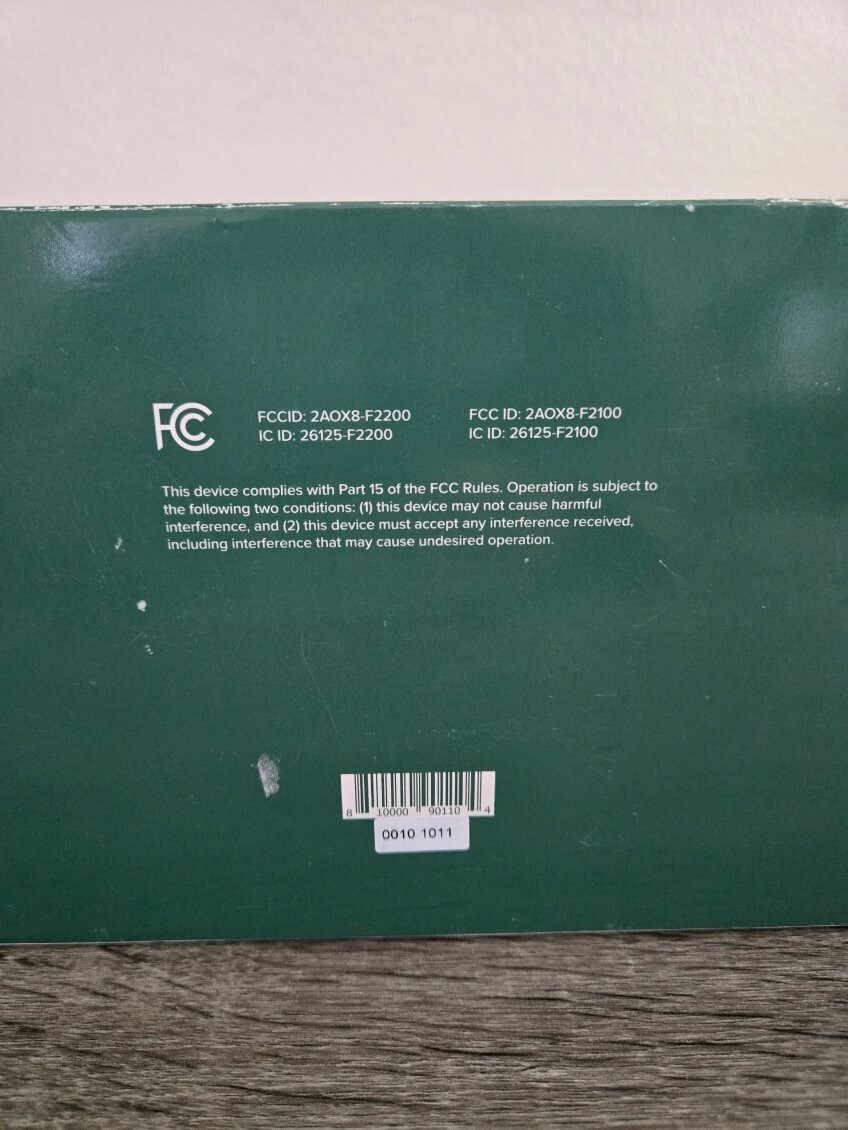 FC
FCCID: 2AOX8-F2200
IC ID: 26125-F2200
FCC ID: 2AOX8-F2100
IC ID: 26125-F2100
This device complies with Part 15 of the FCC Rules. Operation is subject to
the following two conditions: (1) this device may not cause harmful
interference, and (2) this device must accept any interference received,
including interference that may cause undesired operation.
8 10000 90110 4
0010 1011